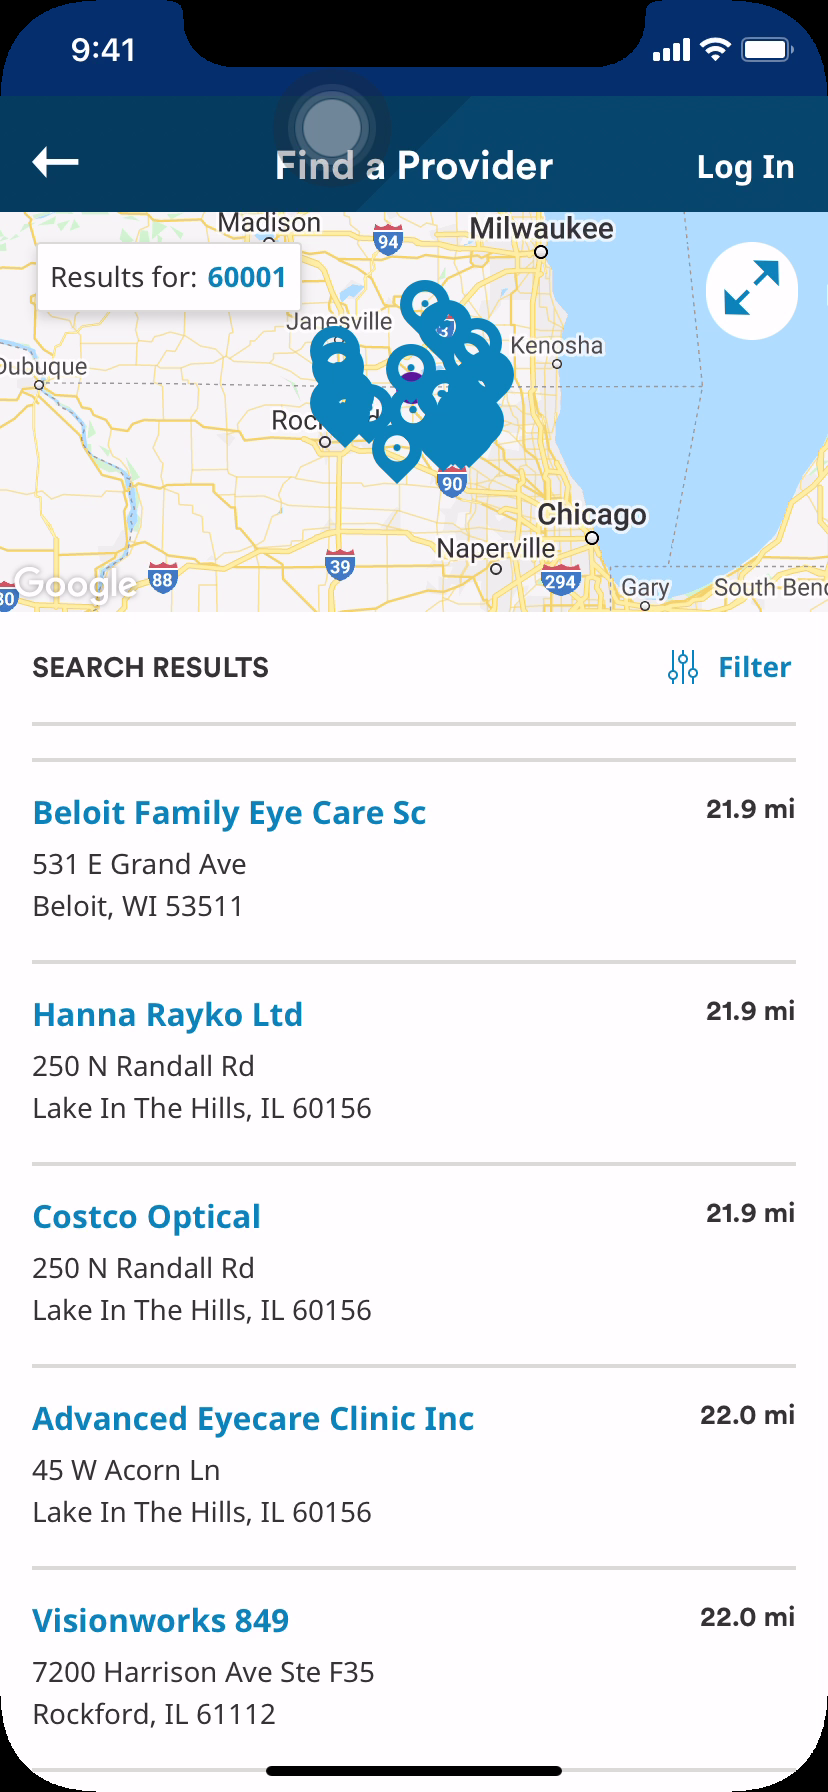 9:41
Find a Provider
Log In
Madison
94
Milwaukee
Results for: 60001
Janesville
Kenosha
Dubuque
90
Chicago
Naperville
39
88
294
Google
80
Gary
South Bend
SEARCH RESULTS
Filter
Beloit Family Eye Care Sc
21.9 mi
531 E Grand Ave
Beloit, WI 53511
Hanna Rayko Ltd
21.9 mi
250 N Randall Rd
Lake In The Hills, IL 60156
Costco Optical
21.9 mi
250 N Randall Rd
Lake In The Hills, IL 60156
Advanced Eyecare Clinic Inc
22.0 mi
45 W Acorn Ln
Lake In The Hills, IL 60156
Visionworks 849
22.0 mi
7200 Harrison Ave Ste F35
Rockford, IL 61112